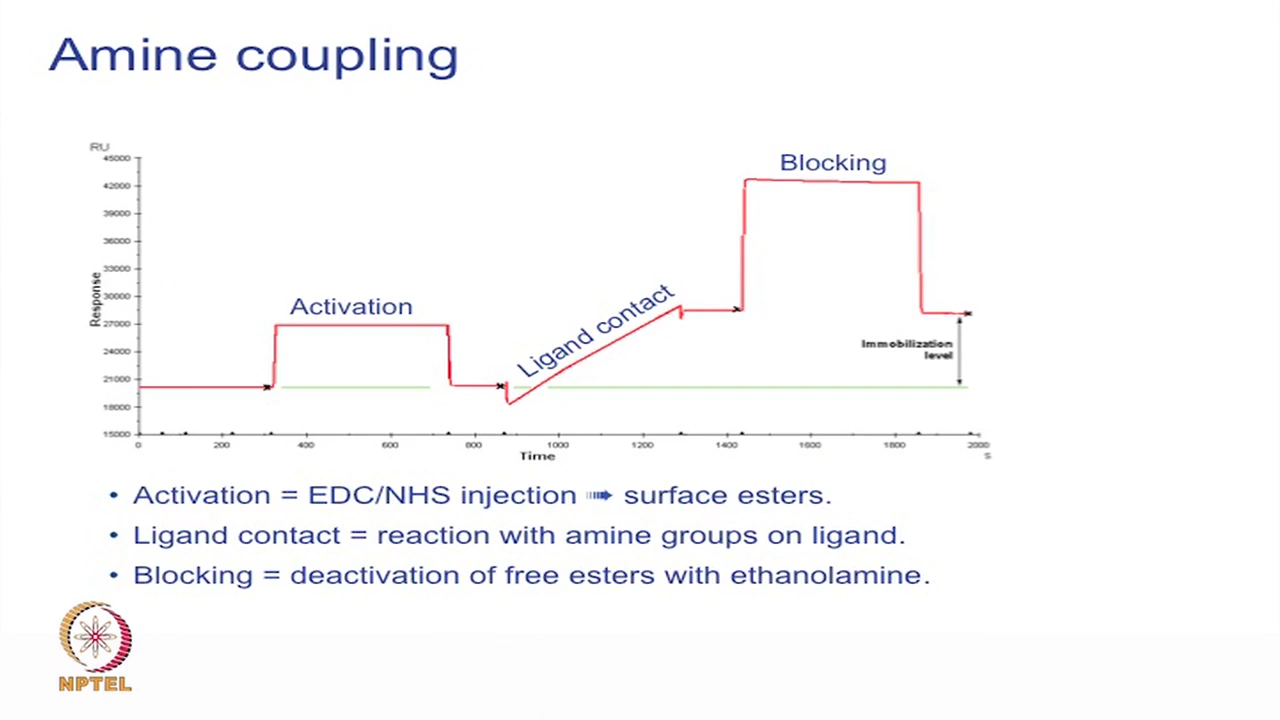 Amine coupling
RU
45000
42000
39000
36000
33000
30000
27000
24000
21000
18000
15000
Response
Activation
Ligand contact
Blocking
Immobilization
level
0 200 400 600 800 1000 1200 1400 1600 1800 2000
Time
s
• Activation = EDC/NHS injection ➠ surface esters.
• Ligand contact = reaction with amine groups on ligand.
• Blocking = deactivation of free esters with ethanolamine.
NPTEL